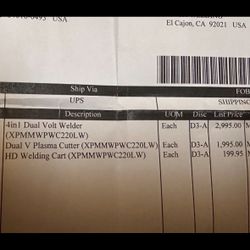 USA
El Cajon, CA 92021 USA
Ship Via FOB
UPS SHIPPING
Description UOM Disc List Price
4in1 Dual Volt Welder Each D3-A 2,995.00
(XPMMWPWC220LW)
Dual V Plasma Cutter (XPMMWPWC220LW) Each D3-A 1,995.00
HD Welding Cart (XPMMWPWC220LW) Each D3-A 199.95